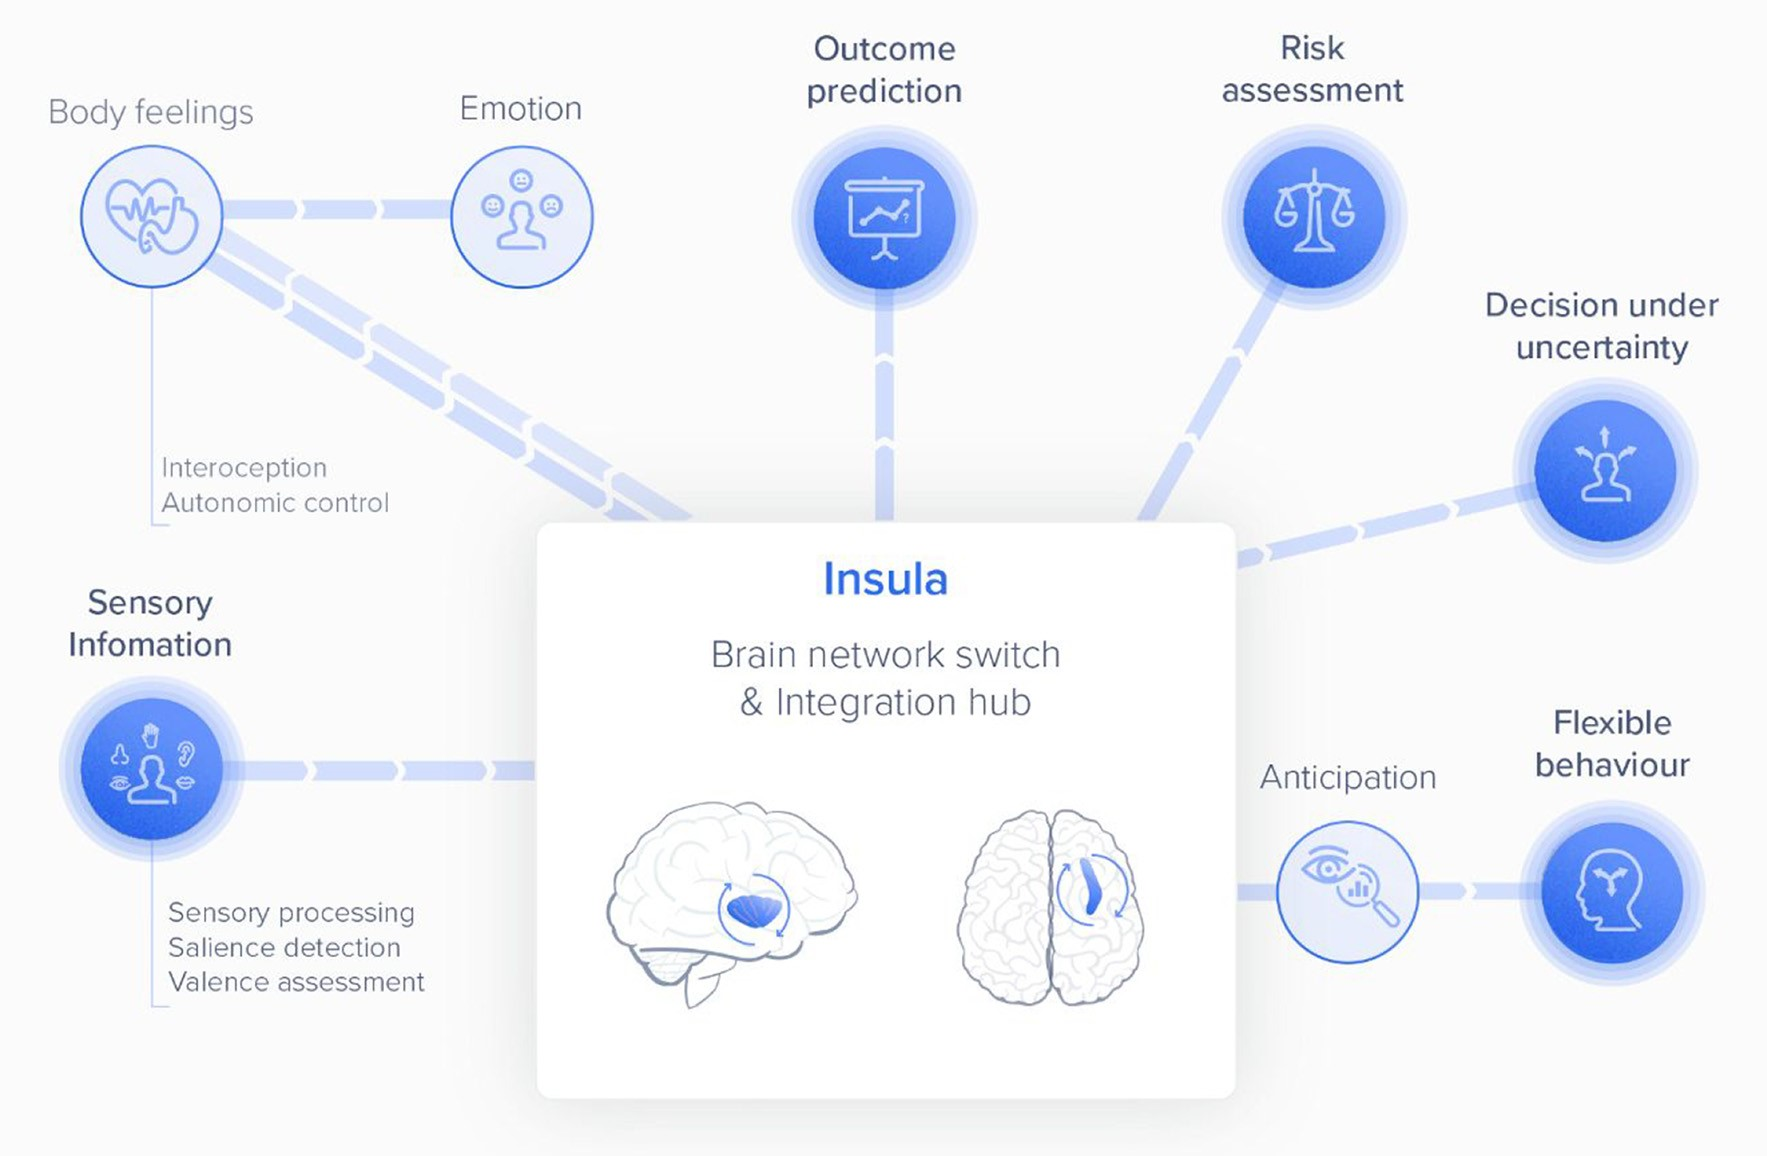 Outcome
prediction
Risk
assessment
Body feelings
Emotion
Decision under
uncertainty
Interoception
Autonomic control
Sensory
Infomation
Insula
Brain network switch
& Integration hub
Flexible
behaviour
Anticipation
Sensory processing
Salience detection
Valence assessment